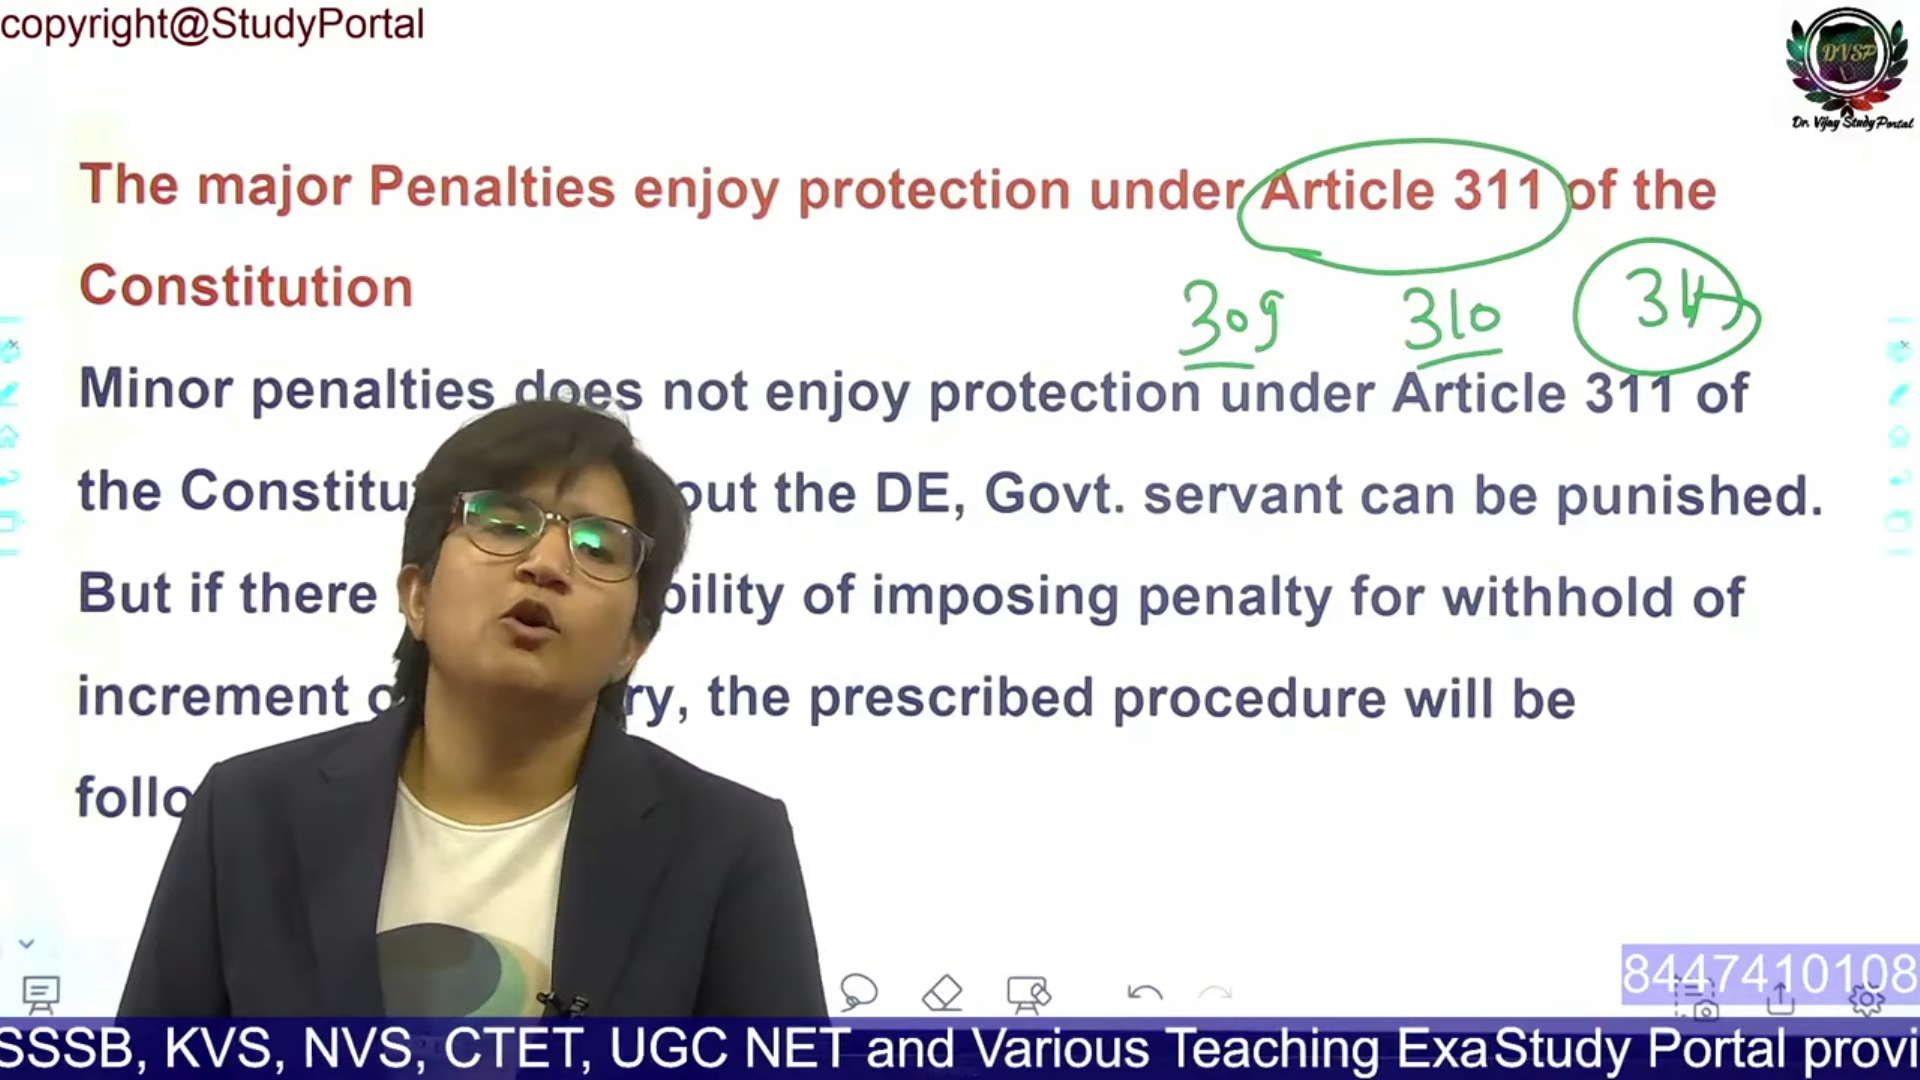 copyright@StudyPortal
DVSP
Dr. Vijay StudyPortal
The major Penalties enjoy protection under Article 311 of the
Constitution
309 310 311
Minor penalties does not enjoy protection under Article 311 of
the Constitu out the DE, Govt. servant can be punished.
But if there bility of imposing penalty for withhold of
increment o ry, the prescribed procedure will be
follo
8447410108
SSSB, KVS, NVS, CTET, UGC NET and Various Teaching Exa Study Portal provi